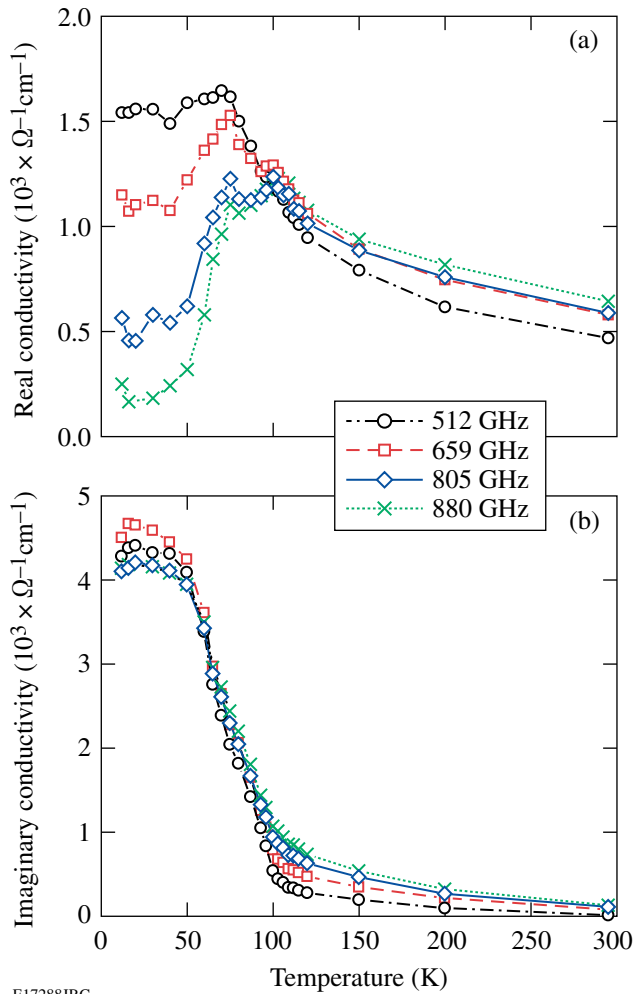 (a)
Real conductivity (10³ × Ω⁻¹cm⁻¹)
2.0
1.5
1.0
0.5
0.0
512 GHz
659 GHz
805 GHz
880 GHz
(b)
Imaginary conductivity (10³ × Ω⁻¹cm⁻¹)
5
4
3
2
1
0
0 50 100 150 200 250 300
Temperature (K)